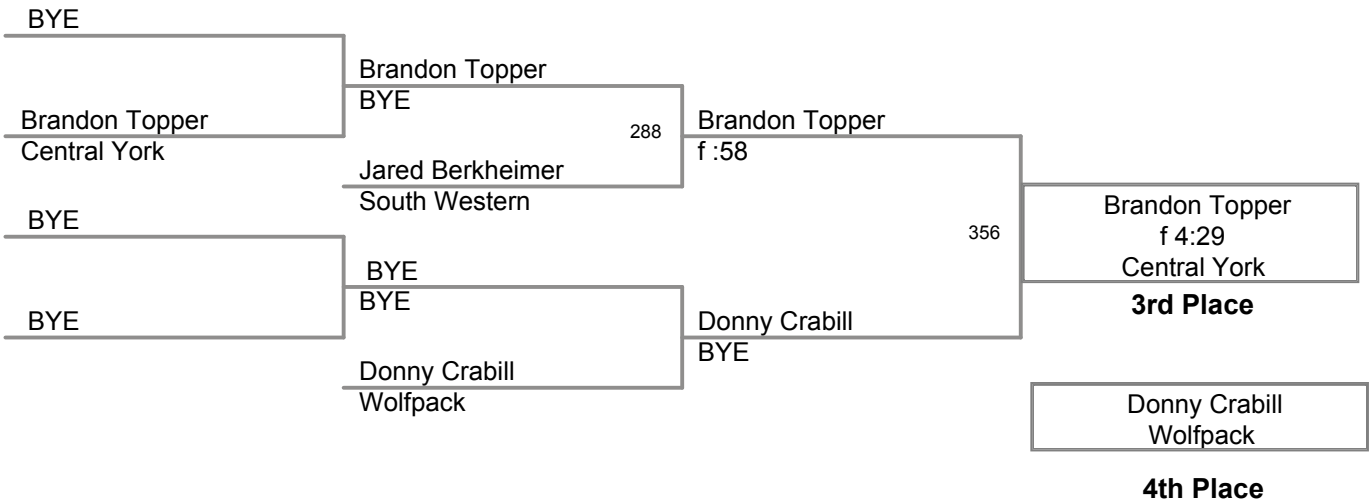 BYE
Brandon Topper
Central York
BYE
BYE
Brandon Topper
BYE
Jared Berkheimer
South Western
BYE
BYE
Donny Crabill
Wolfpack
288
Brandon Topper
f :58
Donny Crabill
BYE
356
Brandon Topper
f 4:29
Central York
3rd Place
Donny Crabill
Wolfpack
4th Place